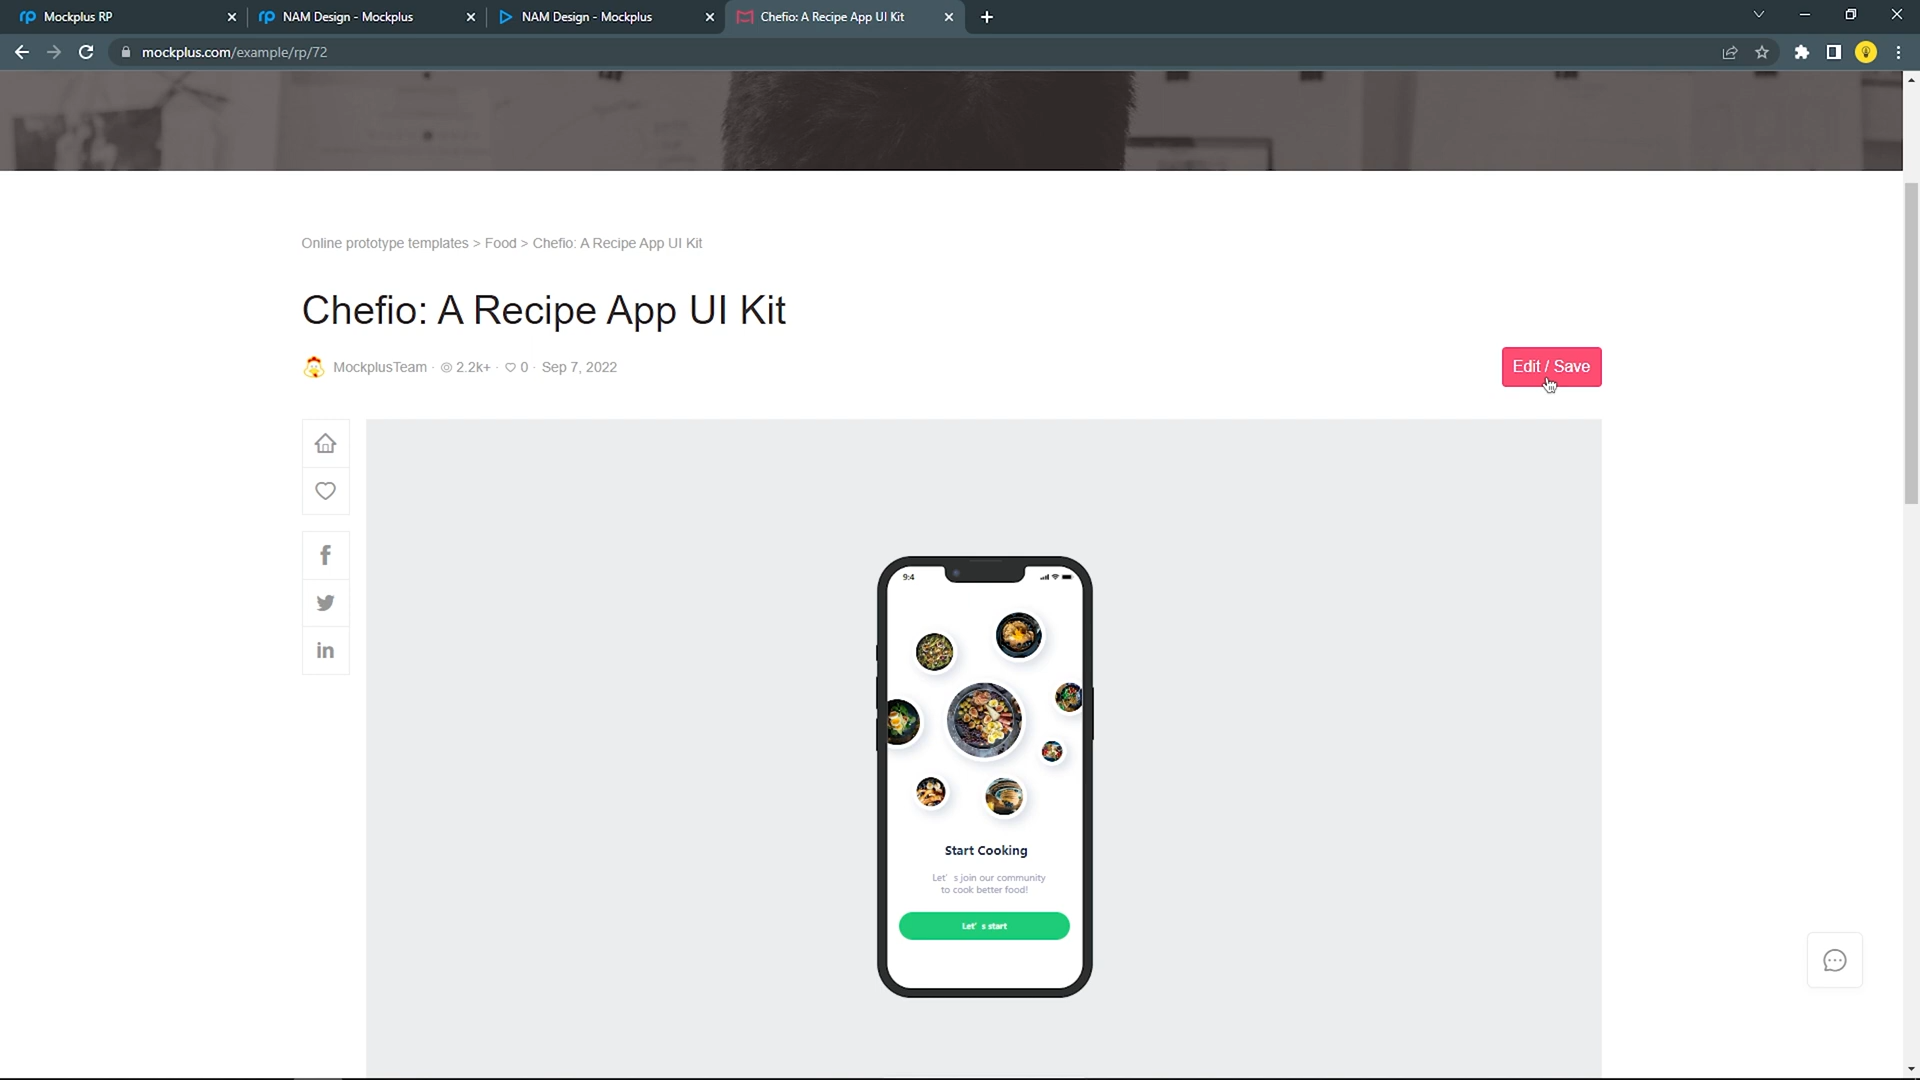 Mockplus RP
NAM Design - Mockplus
NAM Design - Mockplus
Chefio: A Recipe App UI Kit
mockplus.com/example/rp/72
Online prototype templates > Food > Chefio: A Recipe App UI Kit
Chefio: A Recipe App UI Kit
MockplusTeam · 2.2k+ · 0 · Sep 7, 2022
Edit / Save
9:4
Start Cooking
Let' s join our community
to cook better food!
Let' s start